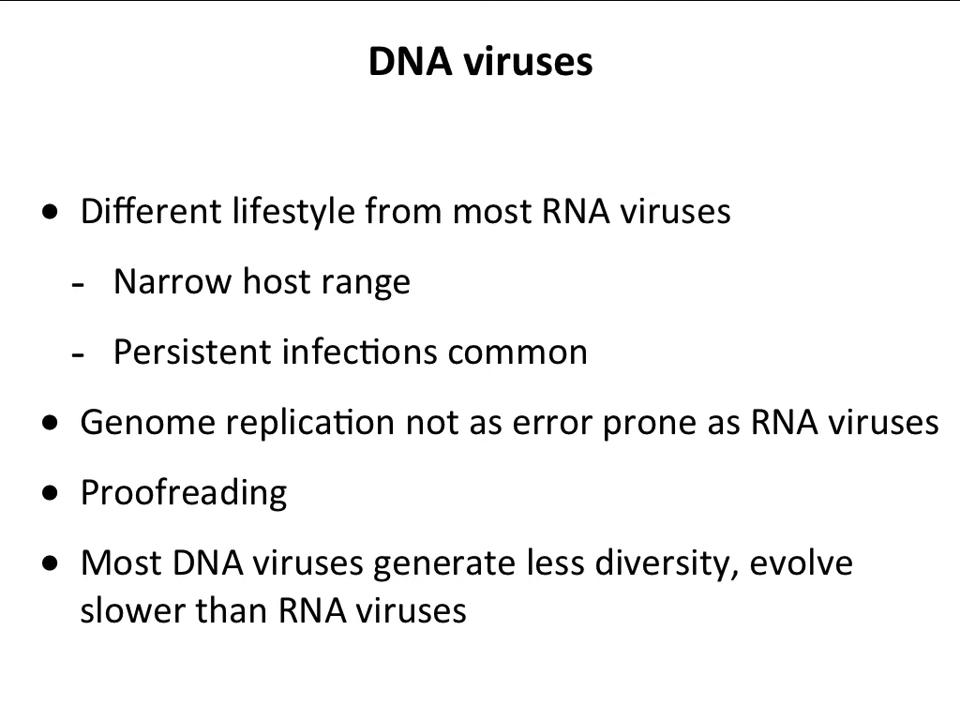 DNA viruses
• Different lifestyle from most RNA viruses
- Narrow host range
- Persistent infections common
• Genome replication not as error prone as RNA viruses
• Proofreading
• Most DNA viruses generate less diversity, evolve
slower than RNA viruses